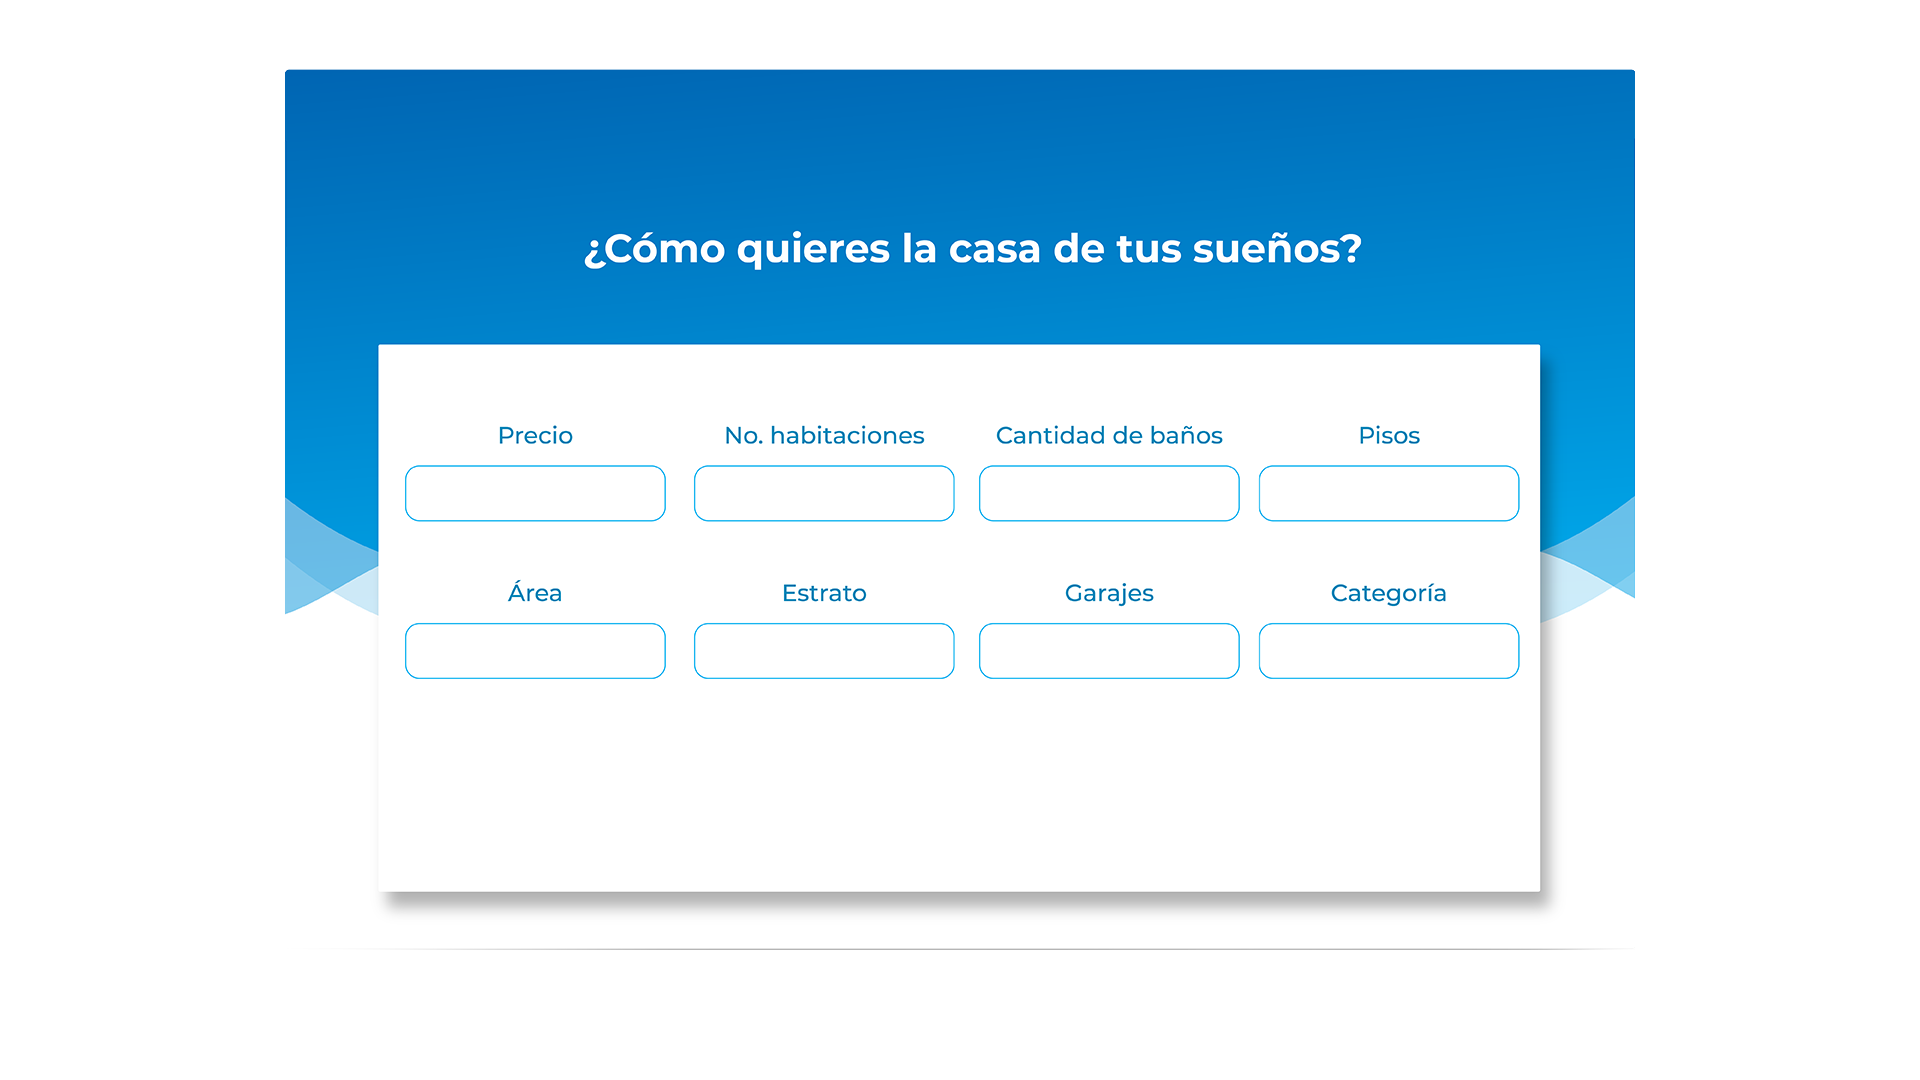 ¿Cómo quieres la casa de tus sueños?
Precio
No. habitaciones
Cantidad de baños
Pisos
Área
Estrato
Garajes
Categoría